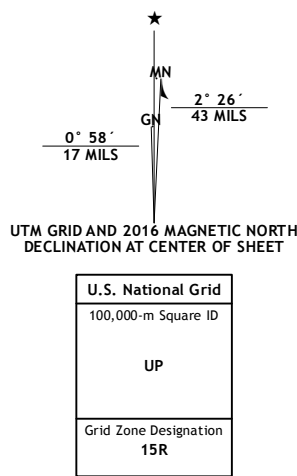 ★
MN
GN
2° 26´
43 MILS
0° 58´
17 MILS
UTM GRID AND 2016 MAGNETIC NORTH
DECLINATION AT CENTER OF SHEET
U.S. National Grid
100,000-m Square ID
UP
Grid Zone Designation
15R